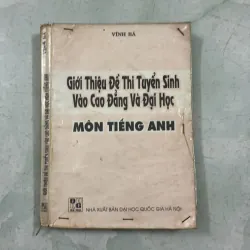 VĨNH BÁ
Giới Thiệu Đề Thi Tuyển Sinh
Vào Cao Đẳng Và Đại Học
MÔN TIẾNG ANH
NHÀ XUẤT BẢN ĐẠI HỌC QUỐC GIA HÀ NỘI